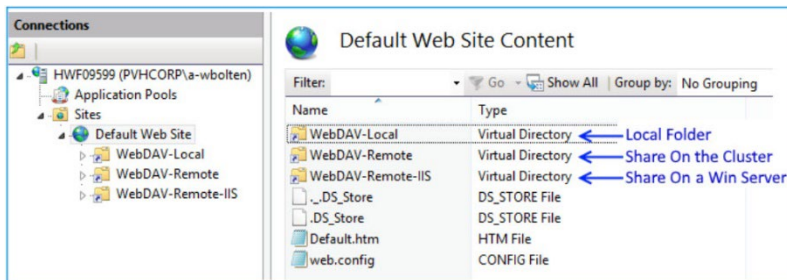 Connections
HWF09599 (PVHCORP\a-wbolten)
Application Pools
Sites
Default Web Site
WebDAV-Local
WebDAV-Remote
WebDAV-Remote-IIS
Default Web Site Content
Filter: Go Show All Group by: No Grouping
Name Type
WebDAV-Local Virtual Directory Local Folder
WebDAV-Remote Virtual Directory Share On the Cluster
WebDAV-Remote-IIS Virtual Directory Share On a Win Server
._.DS_Store DS_STORE File
.DS_Store DS_STORE File
Default.htm HTM File
web.config CONFIG File